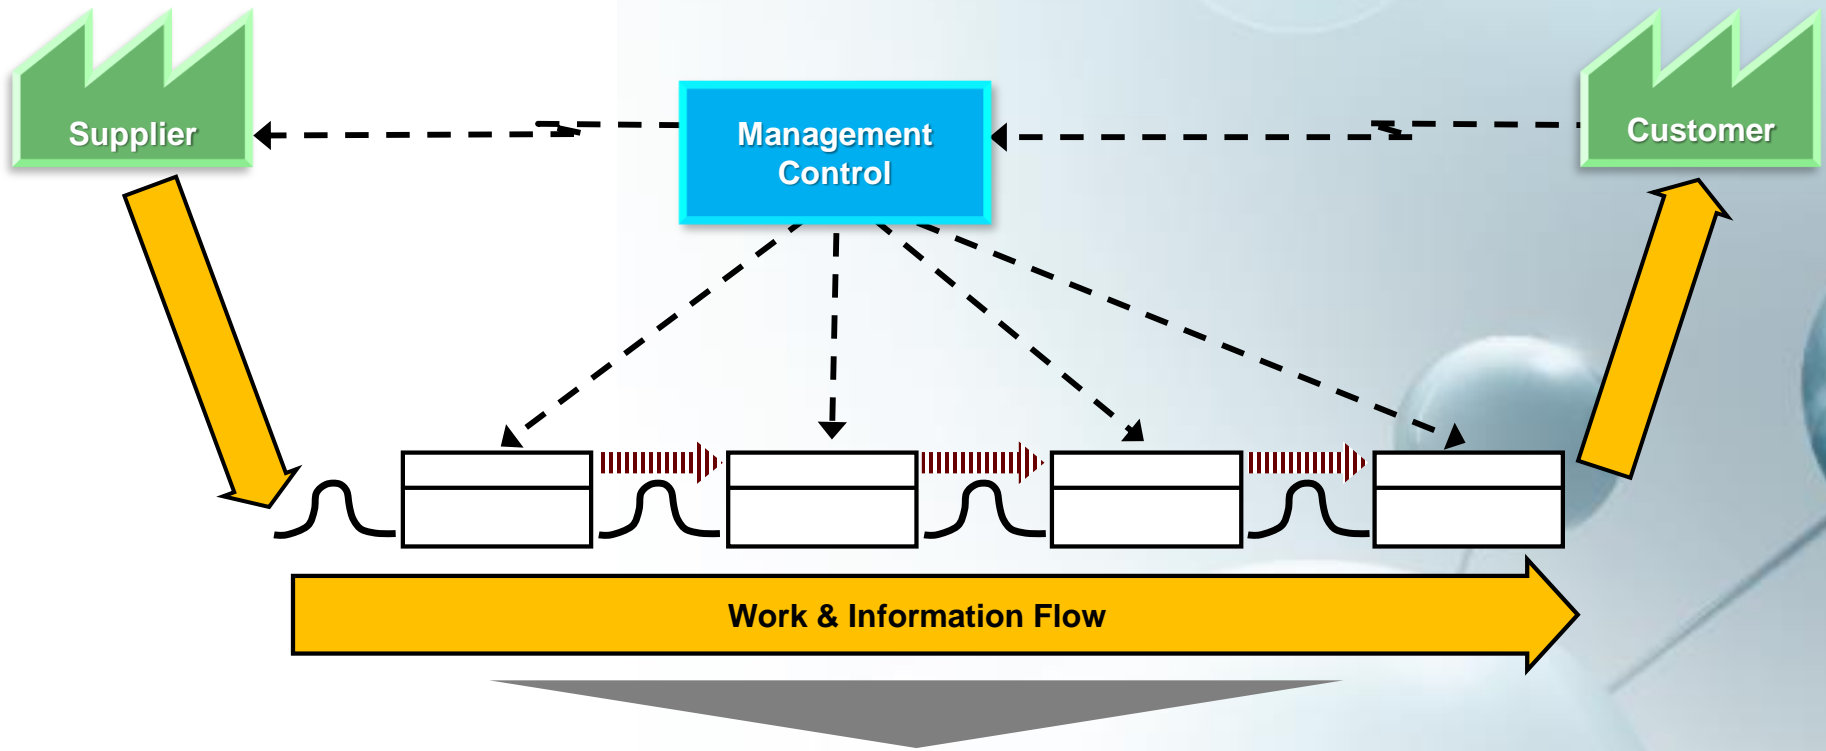 Supplier
Management
Control
Customer
Work & Information Flow